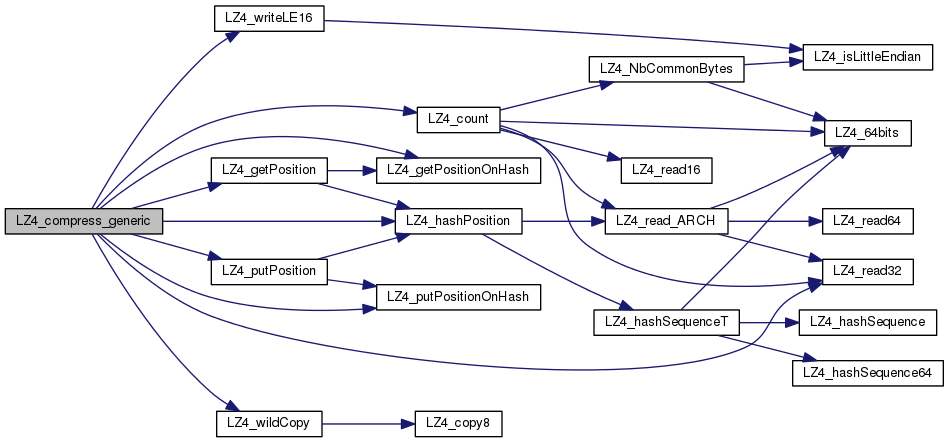 LZ4_writeLE16
LZ4_isLittleEndian
LZ4_NbCommonBytes
LZ4_count
LZ4_64bits
LZ4_getPosition
LZ4_getPositionOnHash
LZ4_read16
LZ4_compress_generic
LZ4_hashPosition
LZ4_read_ARCH
LZ4_read64
LZ4_putPosition
LZ4_read32
LZ4_putPositionOnHash
LZ4_hashSequenceT
LZ4_hashSequence
LZ4_hashSequence64
LZ4_wildCopy
LZ4_copy8